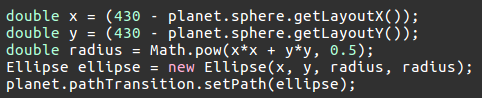 double x = (430 - planet.sphere.getLayoutX());
double y = (430 - planet.sphere.getLayoutY());
double radius = Math.pow(x*x + y*y, 0.5);
Ellipse ellipse = new Ellipse(x, y, radius, radius);
planet.pathTransition.setPath(ellipse);